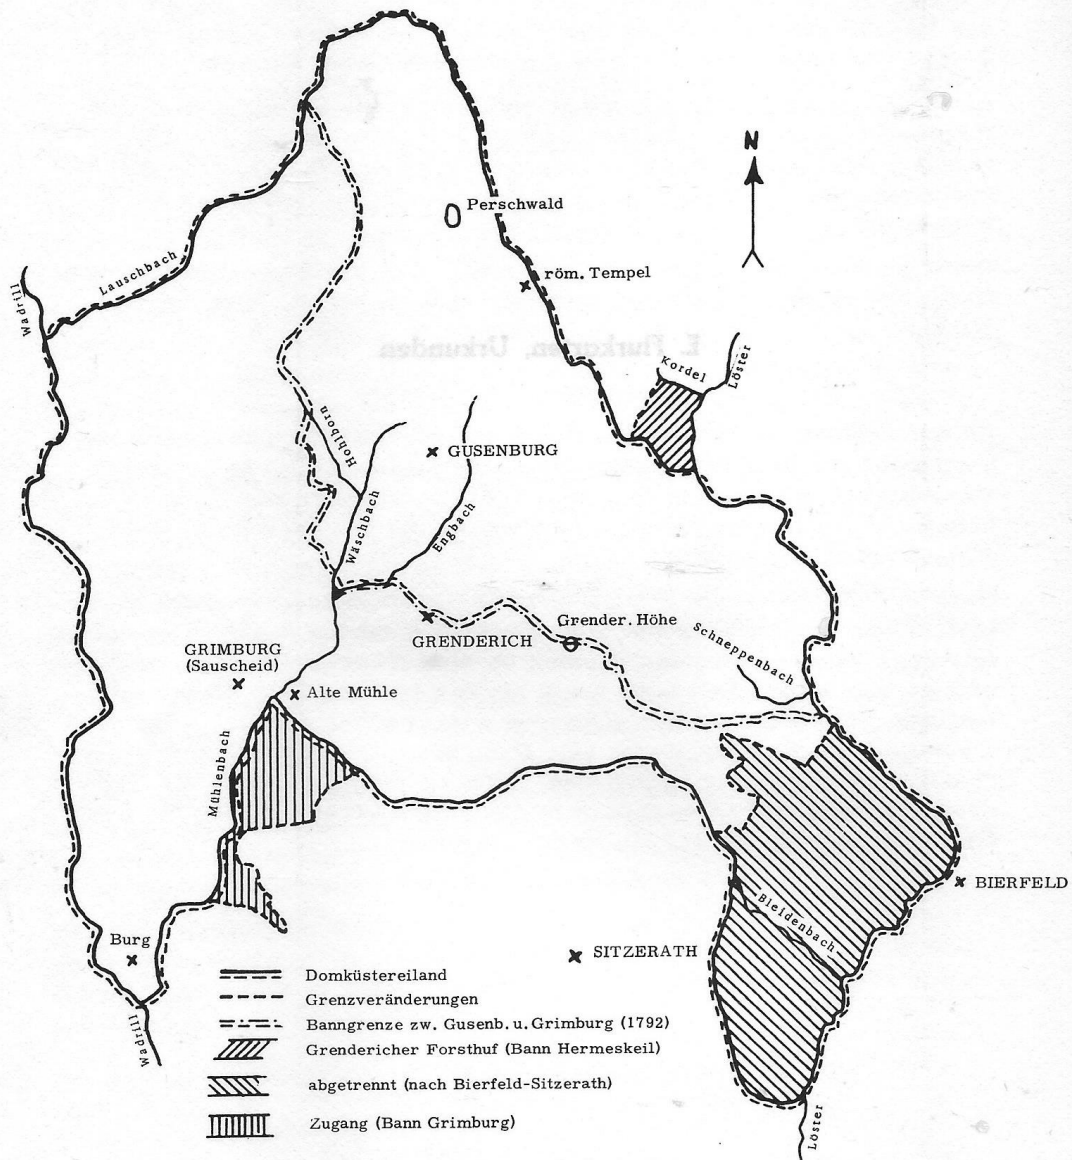 N
Perschwald
röm. Tempel
Lauschbach
Wadrill
I. Flurkarten, Urkunden
Kordel
Löster
Hohlborn
GUSENBURG
Wäschbach
Engbach
Grender. Höhe
GRENDERICH
Schneppenbach
GRIMBURG
(Sauscheid)
Alte Mühle
Mühlenbach
BIERFELD
Bleidenbach
Burg
SITZERATH
Wadrill
Löster
Domküstereiland
Grenzveränderungen
Banngrenze zw. Gusenb. u. Grimburg (1792)
Grendericher Forsthuf (Bann Hermeskeil)
abgetrennt (nach Bierfeld-Sitzerath)
Zugang (Bann Grimburg)